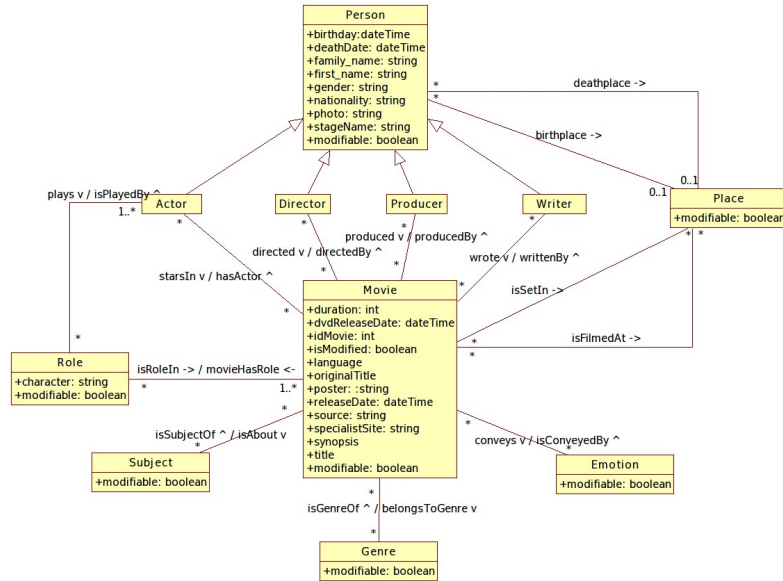 Person
+birthday:dateTime
+deathDate: dateTime
+family_name: string
+first_name: string
+gender: string
+nationality: string
+photo: string
+stageName: string
+modifiable: boolean
*
*
deathplace ->
birthplace ->
0..1
0..1
plays v / isPlayedBy ^
1..*
Actor
*
Director
*
Producer
*
Writer
*
Place
+modifiable: boolean
*
*
produced v / producedBy ^
directed v / directedBy ^
wrote v / writtenBy ^
starsIn v / hasActor ^
*
*
*
*
isSetIn ->
isFilmedAt ->
*
*
Movie
+duration: int
+dvdReleaseDate: dateTime
+idMovie: int
+isModified: boolean
+language
+originalTitle
+poster: :string
+releaseDate: dateTime
+source: string
+specialistSite: string
+synopsis
+title
+modifiable: boolean
*
Role
+character: string
+modifiable: boolean
isRoleIn -> / movieHasRole <-
*
1..*
*
isSubjectOf ^ / isAbout v
*
Subject
+modifiable: boolean
*
conveys v / isConveyedBy ^
*
Emotion
+modifiable: boolean
*
isGenreOf ^ / belongsToGenre v
*
Genre
+modifiable: boolean